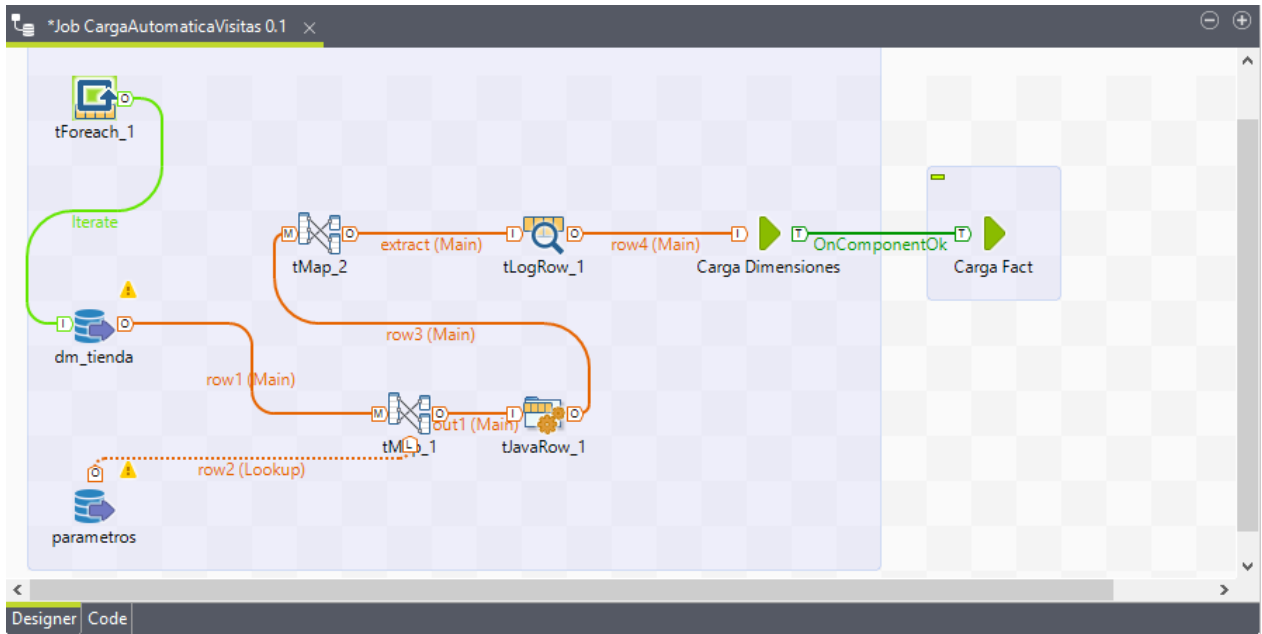 *Job CargaAutomaticaVisitas 0.1
tForeach_1
Iterate
tMap_2
extract (Main)
tLogRow_1
row4 (Main)
Carga Dimensiones
OnComponentOk
Carga Fact
row3 (Main)
dm_tienda
row1 (Main)
tMap_1
out1 (Main)
tJavaRow_1
row2 (Lookup)
parametros
Designer
Code